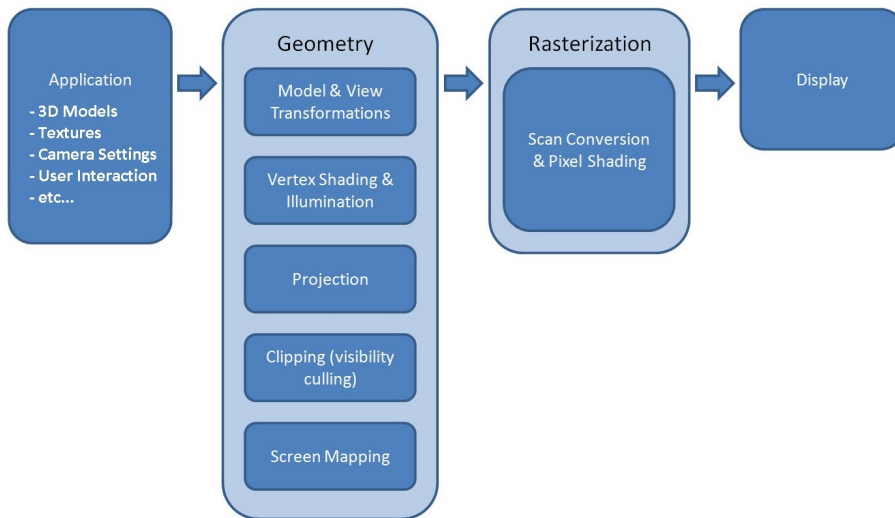 Application
- 3D Models
- Textures
- Camera Settings
- User Interaction
- etc...
Geometry
Model & View
Transformations
Vertex Shading &
Illumination
Projection
Clipping (visibility
culling)
Screen Mapping
Rasterization
Scan Conversion
& Pixel Shading
Display